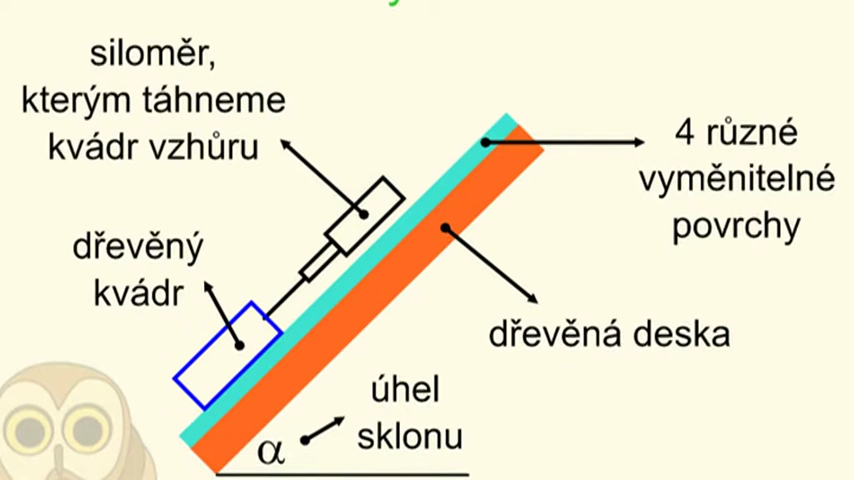 siloměr,
kterým táhneme
kvádr vzhůru
4 různé
vyměnitelné
povrchy
dřevěný
kvádr
dřevěná deska
úhel
sklonu
α